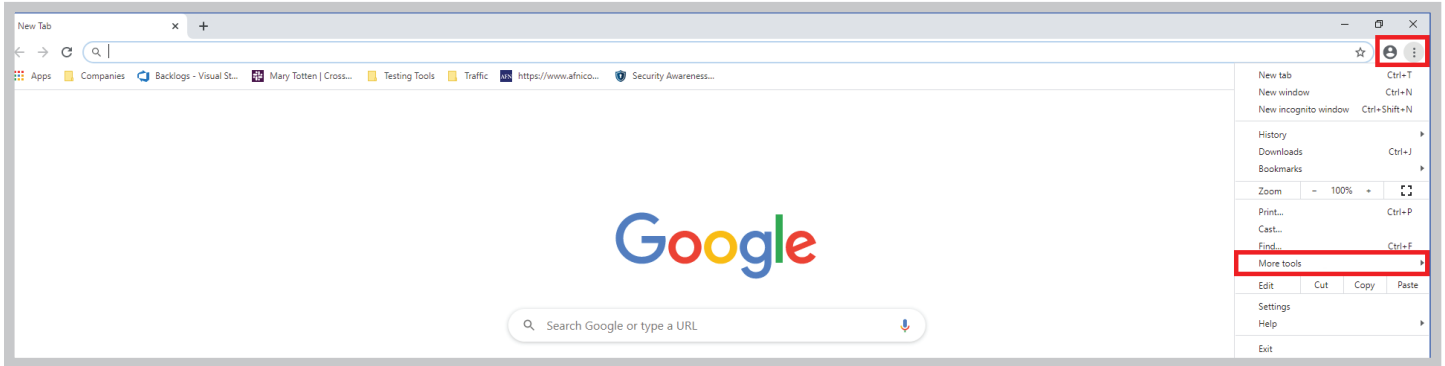 New Tab
Apps Companies Backlogs - Visual St... Mary Totten | Cross... Testing Tools Traffic AFN https://www.afnico... Security Awareness...
New tab Ctrl+T
New window Ctrl+N
New incognito window Ctrl+Shift+N
History
Downloads Ctrl+J
Bookmarks
Zoom - 100% +
Print... Ctrl+P
Cast...
Find... Ctrl+F
More tools
Edit Cut Copy Paste
Settings
Help
Exit
Google
Search Google or type a URL